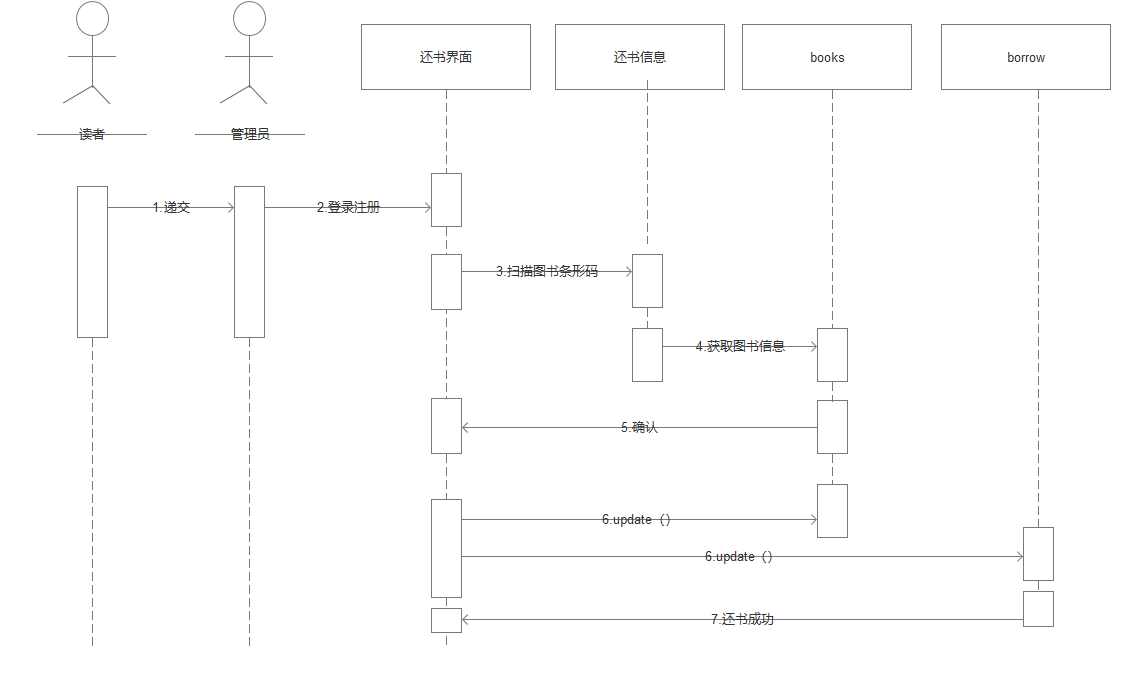 还书界面
还书信息
books
borrow
读者
管理员
1.递交
2.登录注册
3.扫描图书条形码
4.获取图书信息
5.确认
6.update（）
6.update（）
7.还书成功